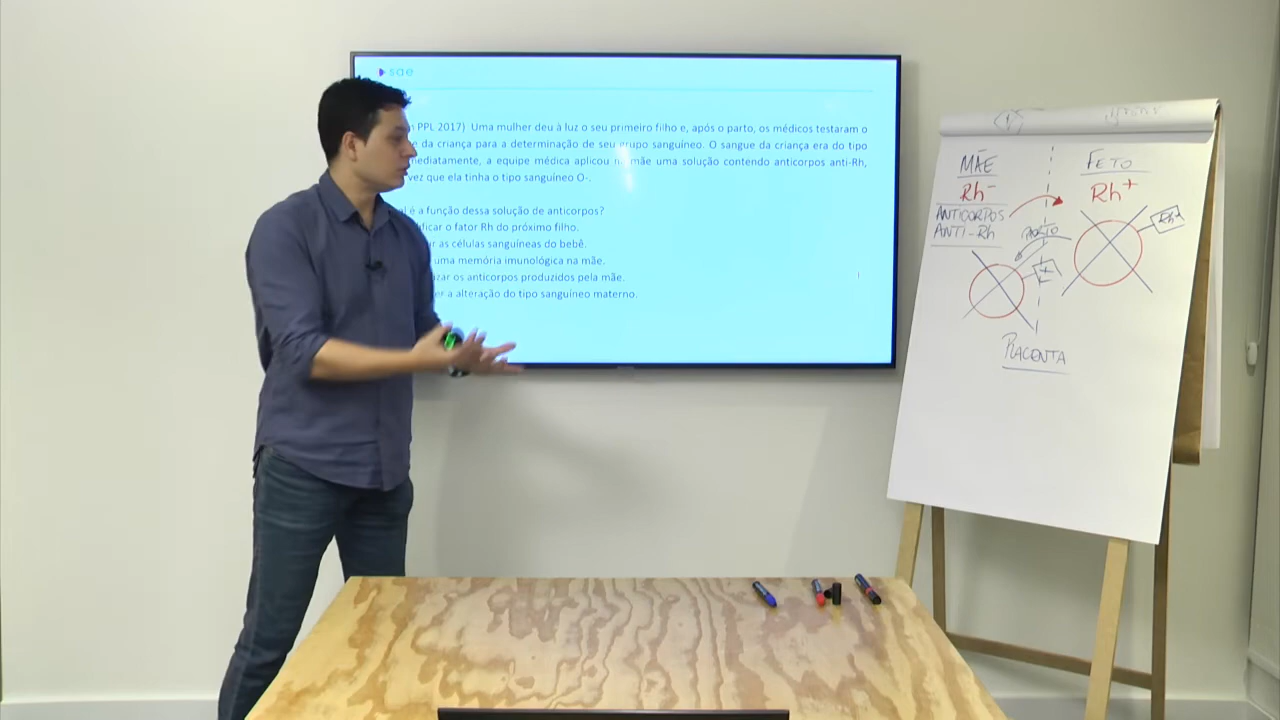 sae
PPL 2017) Uma mulher deu à luz o seu primeiro filho e, após o parto, os médicos testaram o
da criança para a determinação de seu grupo sanguíneo. O sangue da criança era do tipo
a equipe médica aplicou na mãe uma solução contendo anticorpos anti-Rh,
vez que ela tinha o tipo sanguíneo O-.
é a função dessa solução de anticorpos?
o fator Rh do próximo filho.
as células sanguíneas do bebê.
uma memória imunológica na mãe.
os anticorpos produzidos pela mãe.
a alteração do tipo sanguíneo materno.
MÃE
Rh-
ANTICORPOS
ANTI-Rh
FETO
Rh+
PARTO
PLACENTA